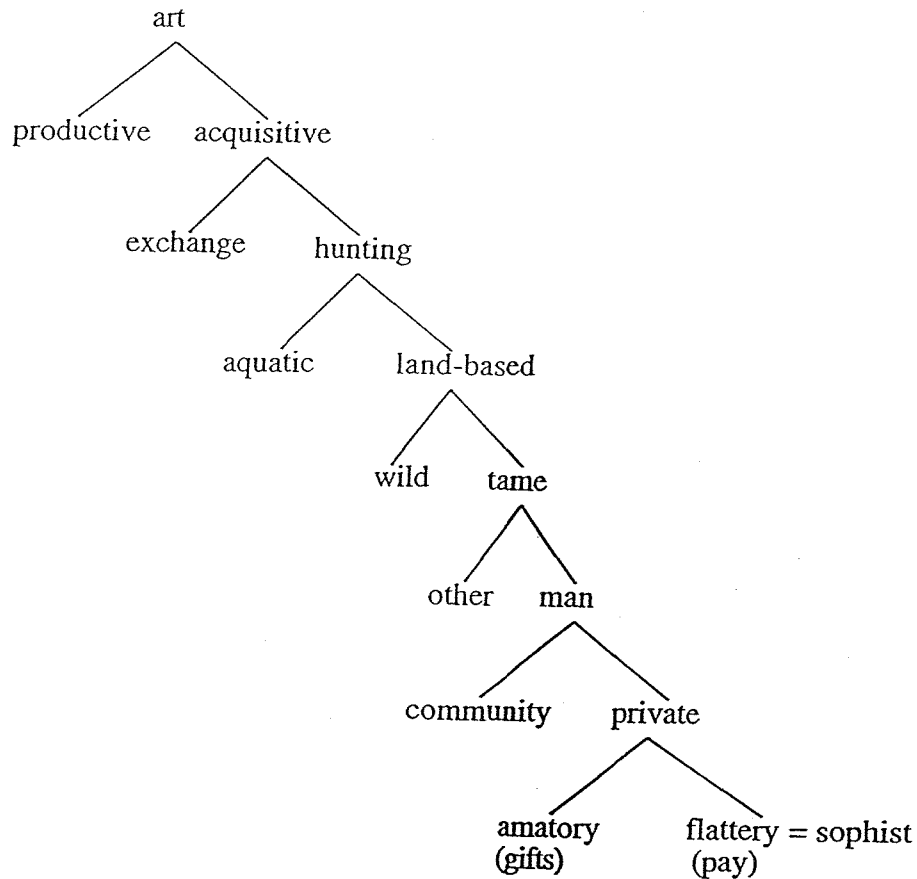 art
productive acquisitive
exchange hunting
aquatic land-based
wild tame
other man
community private
amatory flattery = sophist
(gifts) (pay)